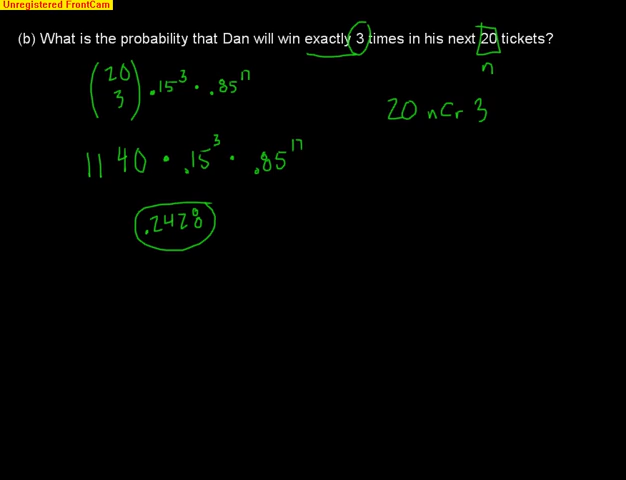 Unregistered FrontCam
(b) What is the probability that Dan will win exactly 3 times in his next 20 tickets?
n
(20 3) .15^3 · .85^17
20 nCr 3
1140 · .15^3 · .85^17
.2428